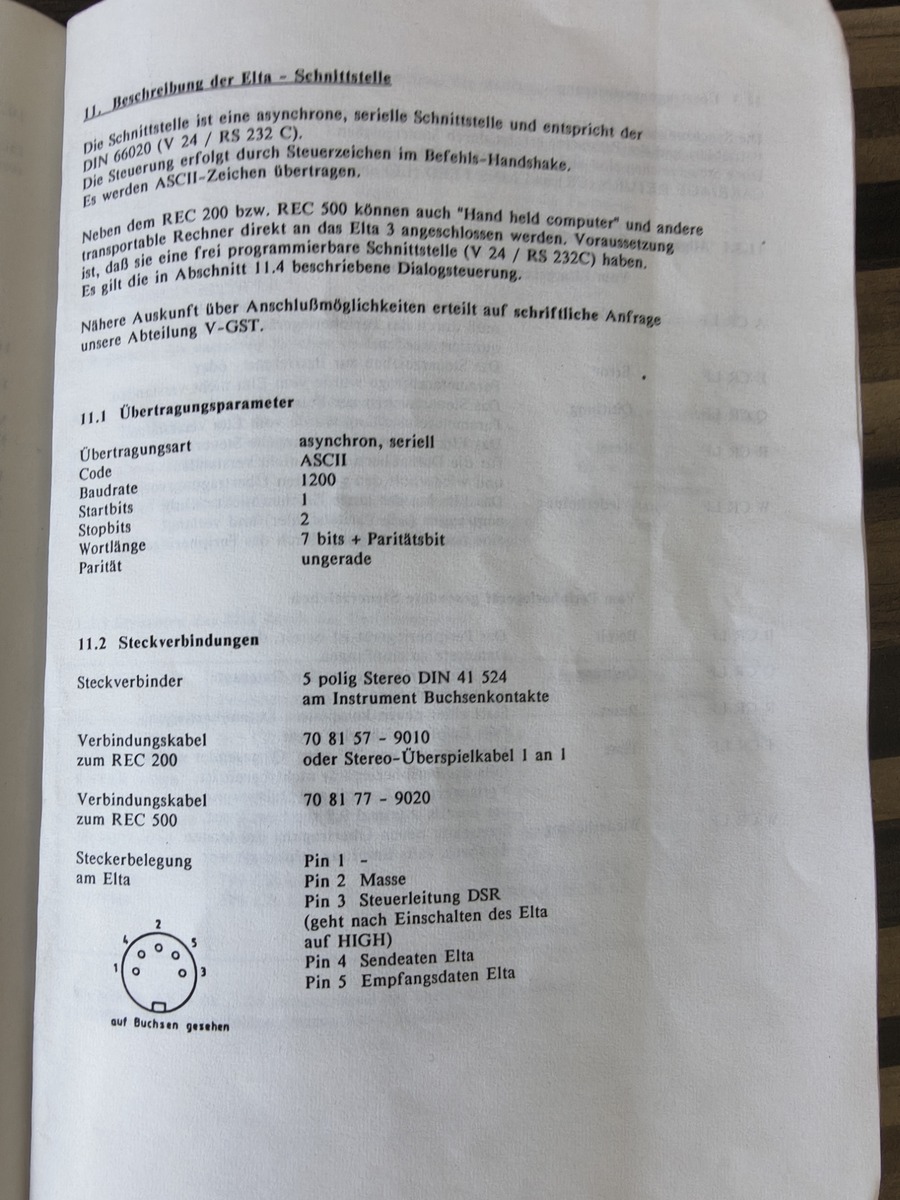 11. Beschreibung der Elta - Schnittstelle
Die Schnittstelle ist eine asynchrone, serielle Schnittstelle und entspricht der
DIN 66020 (V 24 / RS 232 C).
Die Steuerung erfolgt durch Steuerzeichen im Befehls-Handshake.
Es werden ASCII-Zeichen übertragen.
Neben dem REC 200 bzw. REC 500 können auch "Hand held computer" und andere
transportable Rechner direkt an das Elta 3 angeschlossen werden. Voraussetzung
ist, daß sie eine frei programmierbare Schnittstelle (V 24 / RS 232C) haben.
Es gilt die in Abschnitt 11.4 beschriebene Dialogsteuerung.
Nähere Auskunft über Anschlußmöglichkeiten erteilt auf schriftliche Anfrage
unsere Abteilung V-GST.
11.1 Übertragungsparameter
Übertragungsart asynchron, seriell
Code ASCII
Baudrate 1200
Startbits 1
Stopbits 2
Wortlänge 7 bits + Paritätsbit
Parität ungerade
11.2 Steckverbindungen
Steckverbinder 5 polig Stereo DIN 41 524
am Instrument Buchsenkontakte
Verbindungskabel 70 81 57 - 9010
zum REC 200 oder Stereo-Überspielkabel 1 an 1
Verbindungskabel 70 81 77 - 9020
zum REC 500
Steckerbelegung Pin 1 -
am Elta Pin 2 Masse
Pin 3 Steuerleitung DSR
(geht nach Einschalten des Elta
auf HIGH)
Pin 4 Sendeaten Elta
Pin 5 Empfangsdaten Elta
2
4 5
1 3
auf Buchsen gesehen